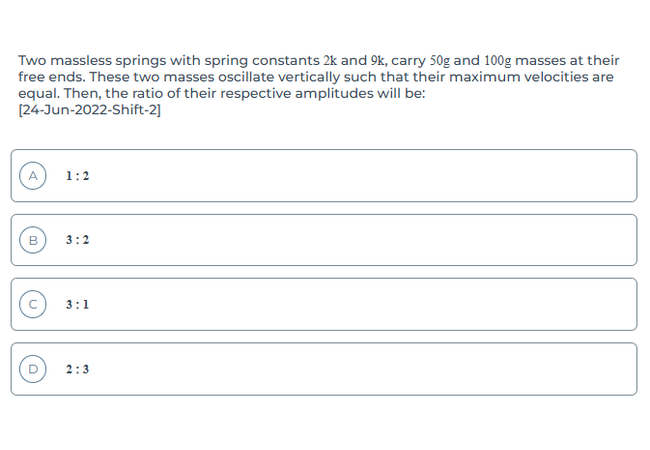 Two massless springs with spring constants 2k and 9k, carry 50g and 100g masses at their
free ends. These two masses oscillate vertically such that their maximum velocities are
equal. Then, the ratio of their respective amplitudes will be:
[24-Jun-2022-Shift-2]
A 1 : 2
B 3 : 2
C 3 : 1
D 2 : 3